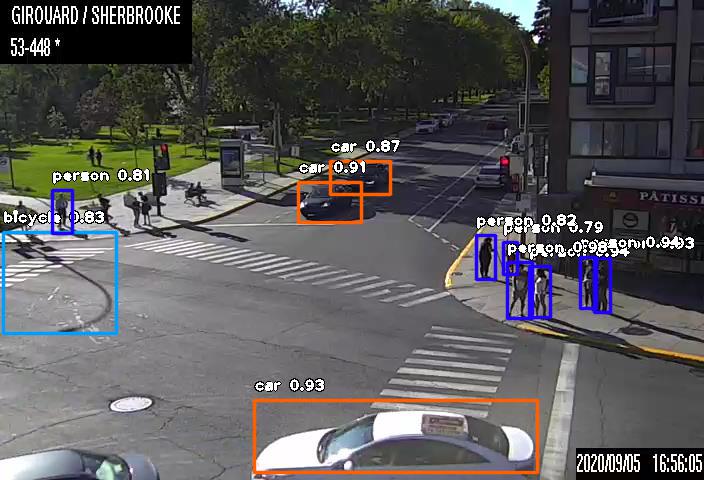 GIROUARD / SHERBROOKE
53-448 *
car 0.87
car 0.91
person 0.81
bicycle 0.83
person 0.82
person 0.79
PÂTISSE
car 0.93
2020/09/05 16:56:05